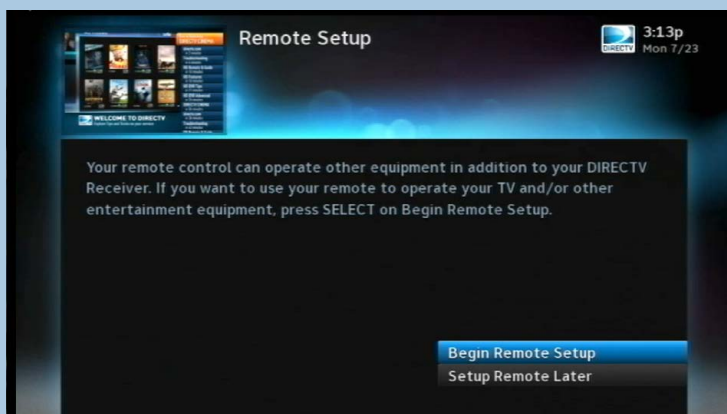 Remote Setup
DIRECTV
3:13p
Mon 7/23
WELCOME TO DIRECTV
Your remote control can operate other equipment in addition to your DIRECTV
Receiver. If you want to use your remote to operate your TV and/or other
entertainment equipment, press SELECT on Begin Remote Setup.
Begin Remote Setup
Setup Remote Later